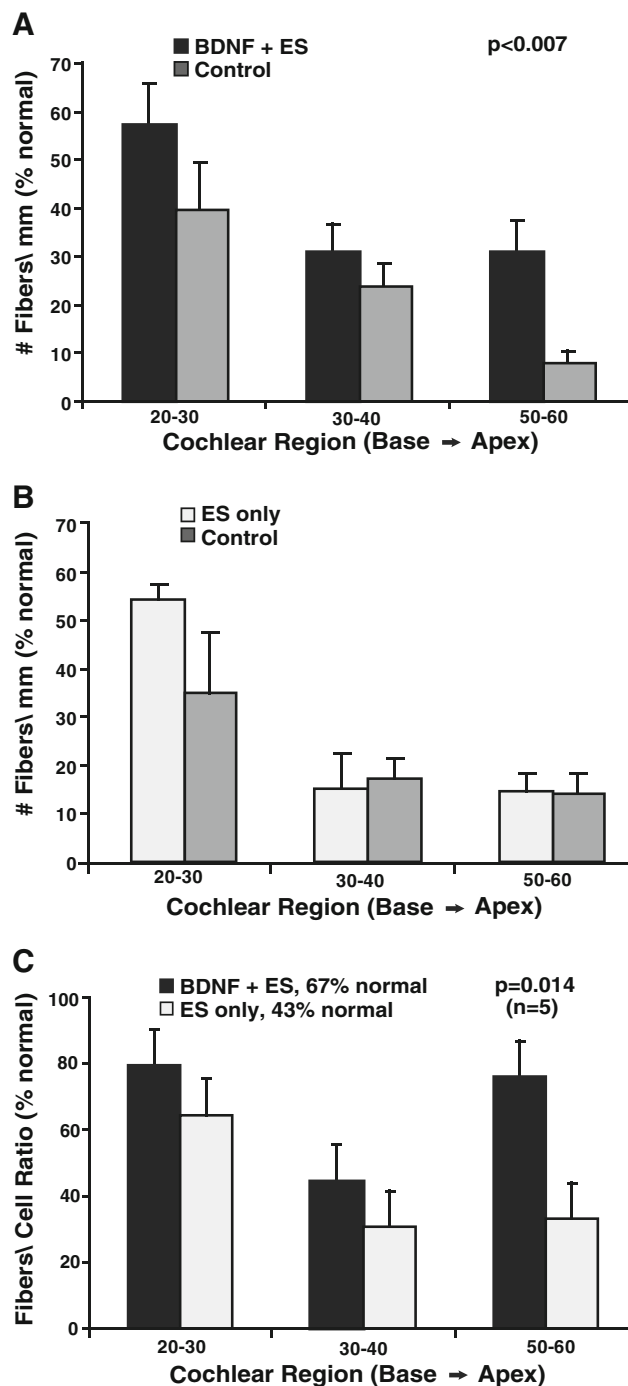 A
BDNF + ES
Control
p<0.007
# Fibers\ mm (% normal)
70
60
50
40
30
20
10
0
20-30
30-40
50-60
Cochlear Region (Base → Apex)
B
ES only
Control
# Fibers\ mm (% normal)
70
60
50
40
30
20
10
0
20-30
30-40
50-60
Cochlear Region (Base → Apex)
C
BDNF + ES, 67% normal
ES only, 43% normal
p=0.014
(n=5)
Fibers\ Cell Ratio (% normal)
100
80
60
40
20
0
20-30
30-40
50-60
Cochlear Region (Base → Apex)